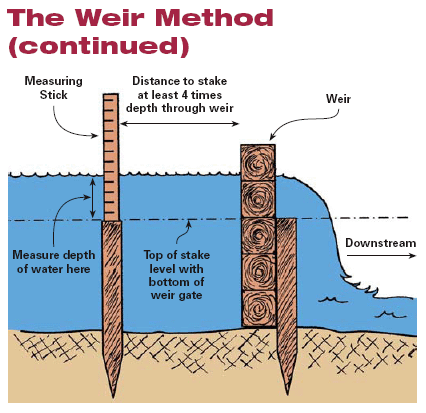 The Weir Method
(continued)
Measuring
Stick
Distance to stake
at least 4 times
depth through weir
Weir
Measure depth
of water here
Top of stake
level with
bottom of
weir gate
Downstream